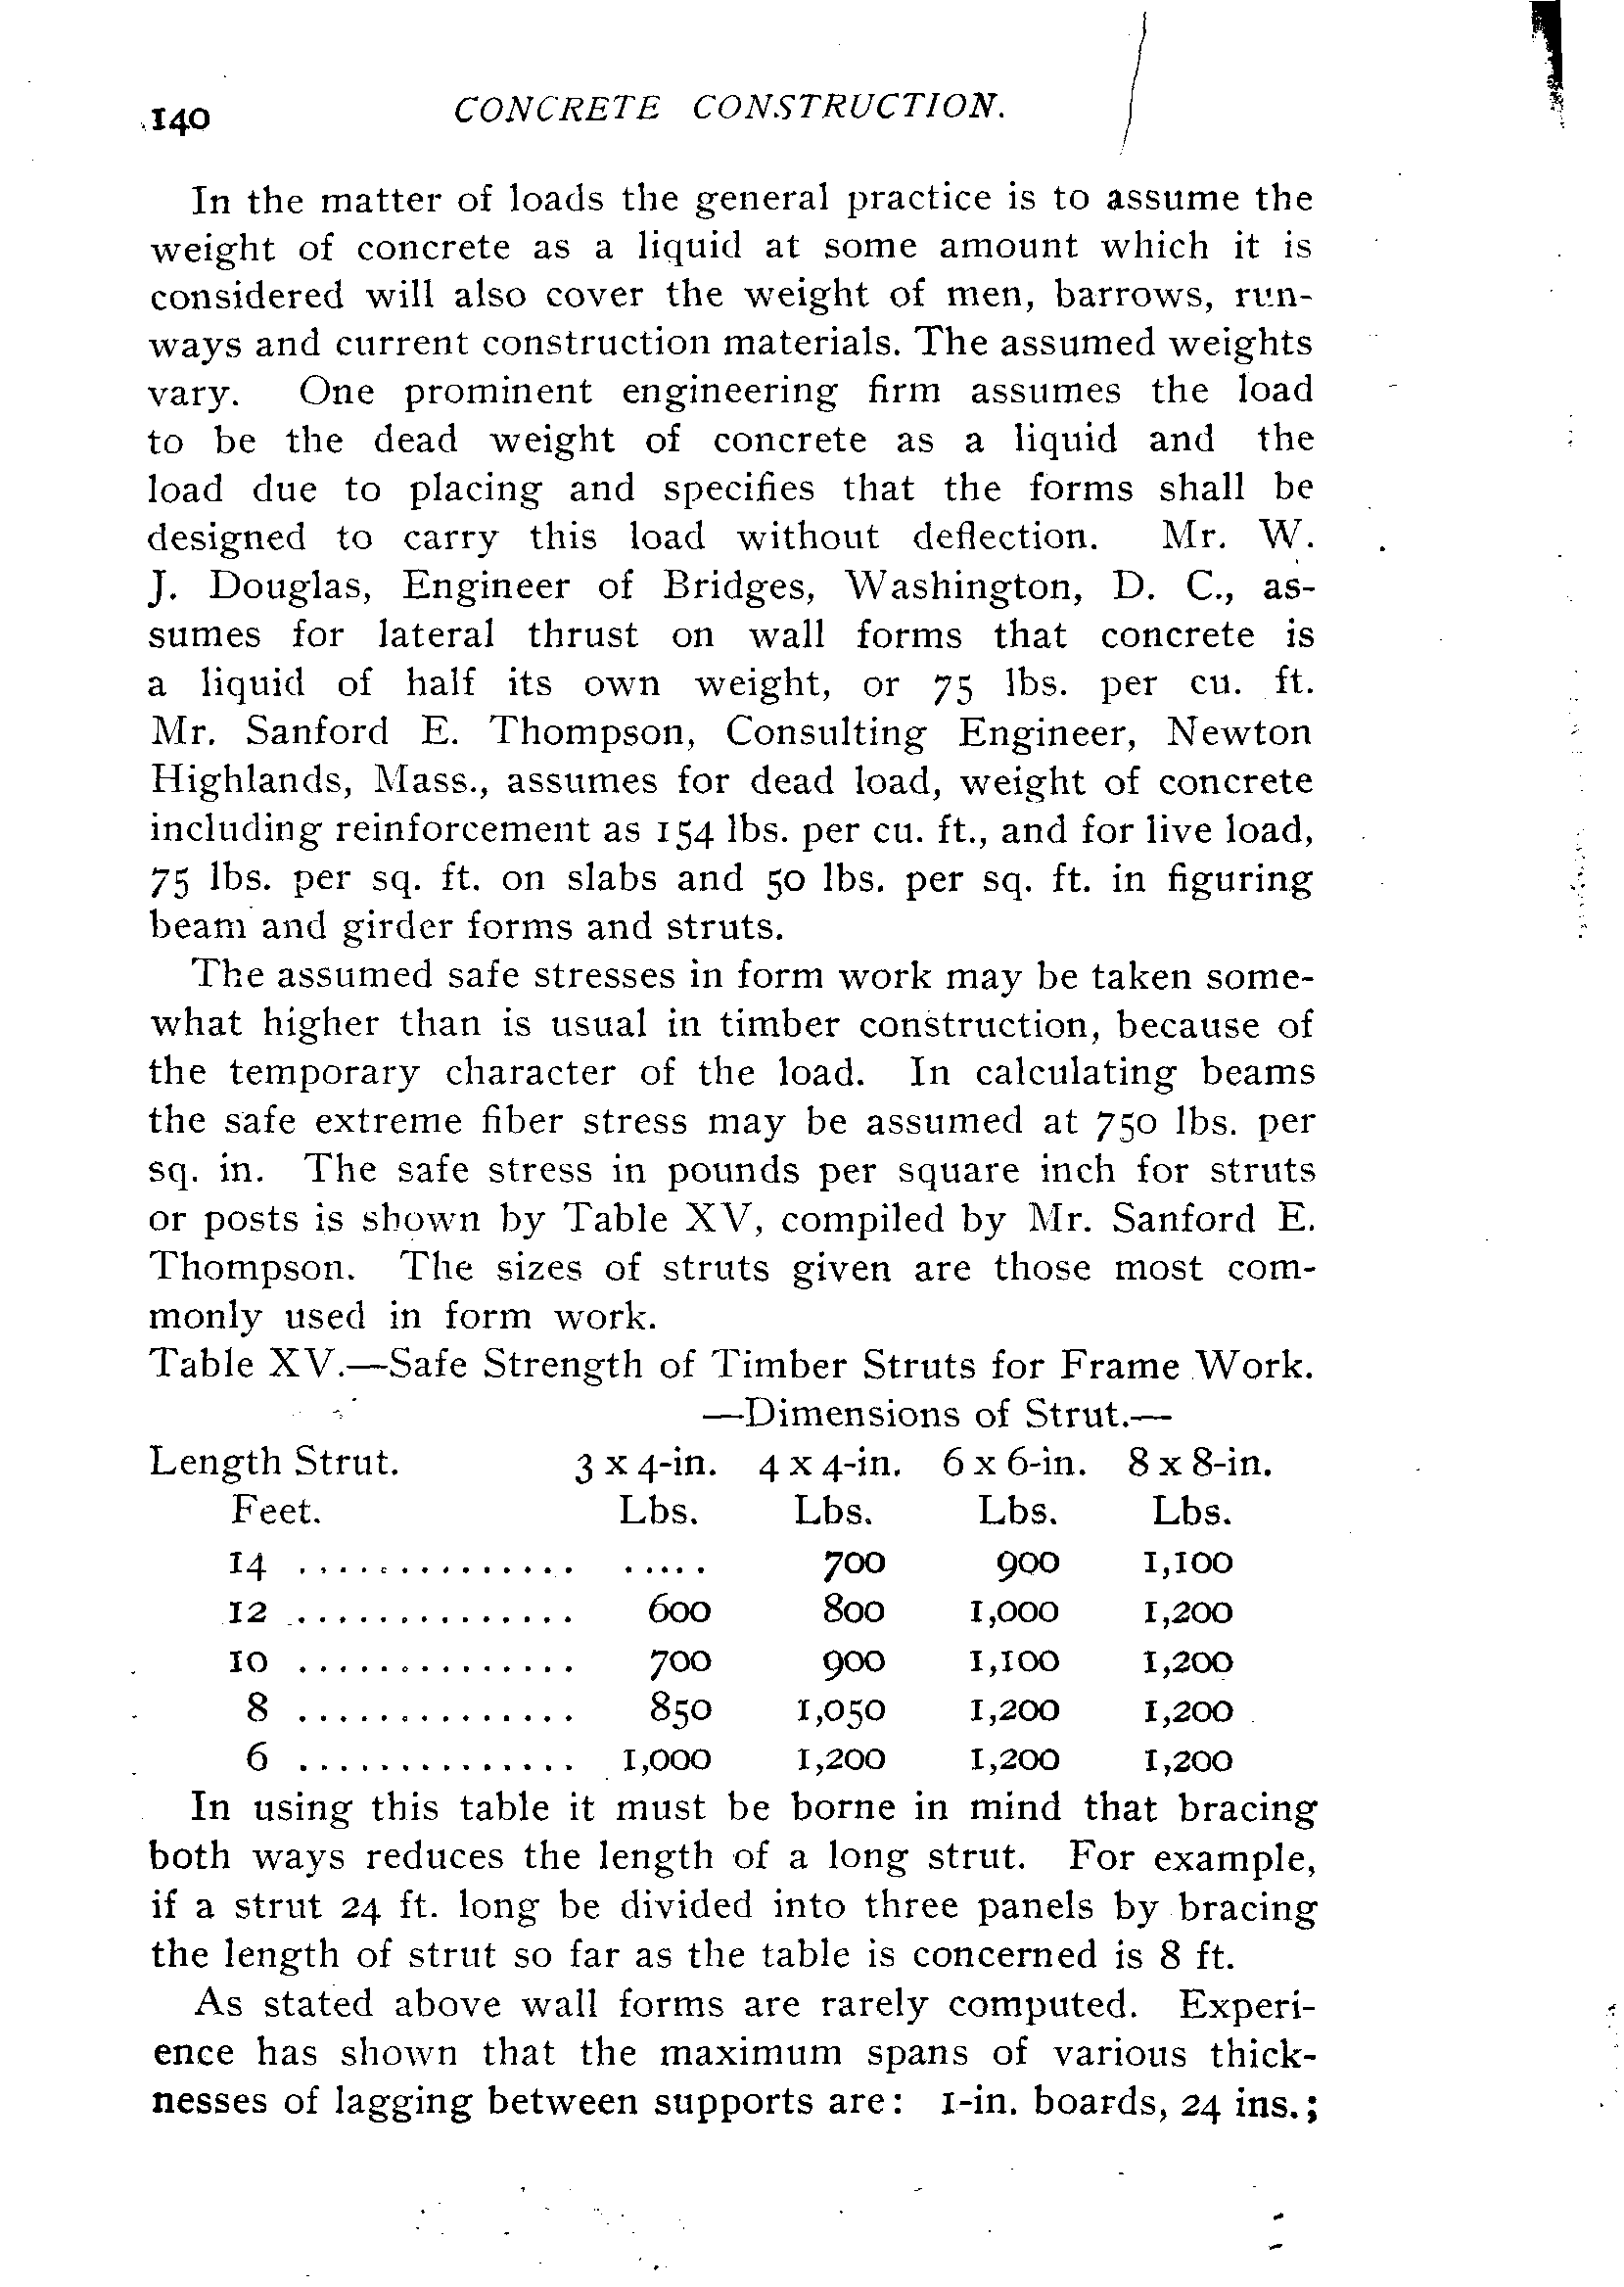 140 CONCRETE CONSTRUCTION.
In the matter of loads the general practice is to assume the
weight of concrete as a liquid at some amount which it is
considered will also cover the weight of men, barrows, run-
ways and current construction materials. The assumed weights
vary. One prominent engineering firm assumes the load
to be the dead weight of concrete as a liquid and the
load due to placing and specifies that the forms shall be
designed to carry this load without deflection. Mr. W.
J. Douglas, Engineer of Bridges, Washington, D. C., as-
sumes for lateral thrust on wall forms that concrete is
a liquid of half its own weight, or 75 lbs. per cu. ft.
Mr. Sanford E. Thompson, Consulting Engineer, Newton
Highlands, Mass., assumes for dead load, weight of concrete
including reinforcement as 154 lbs. per cu. ft., and for live load,
75 lbs. per sq. ft. on slabs and 50 lbs. per sq. ft. in figuring
beam and girder forms and struts.
The assumed safe stresses in form work may be taken some-
what higher than is usual in timber construction, because of
the temporary character of the load. In calculating beams
the safe extreme fiber stress may be assumed at 750 lbs. per
sq. in. The safe stress in pounds per square inch for struts
or posts is shown by Table XV, compiled by Mr. Sanford E.
Thompson. The sizes of struts given are those most com-
monly used in form work.
Table XV.—Safe Strength of Timber Struts for Frame Work.
—Dimensions of Strut.—
Length Strut. 3 x 4-in. 4 x 4-in. 6 x 6-in. 8 x 8-in.
Feet. Lbs. Lbs. Lbs. Lbs.
14 .............. ..... 700 900 1,100
12 .............. 600 800 1,000 1,200
10 .............. 700 900 1,100 1,200
8 .............. 850 1,050 1,200 1,200
6 .............. 1,000 1,200 1,200 1,200
In using this table it must be borne in mind that bracing
both ways reduces the length of a long strut. For example,
if a strut 24 ft. long be divided into three panels by bracing
the length of strut so far as the table is concerned is 8 ft.
As stated above wall forms are rarely computed. Experi-
ence has shown that the maximum spans of various thick-
nesses of lagging between supports are: 1-in. boards, 24 ins.;